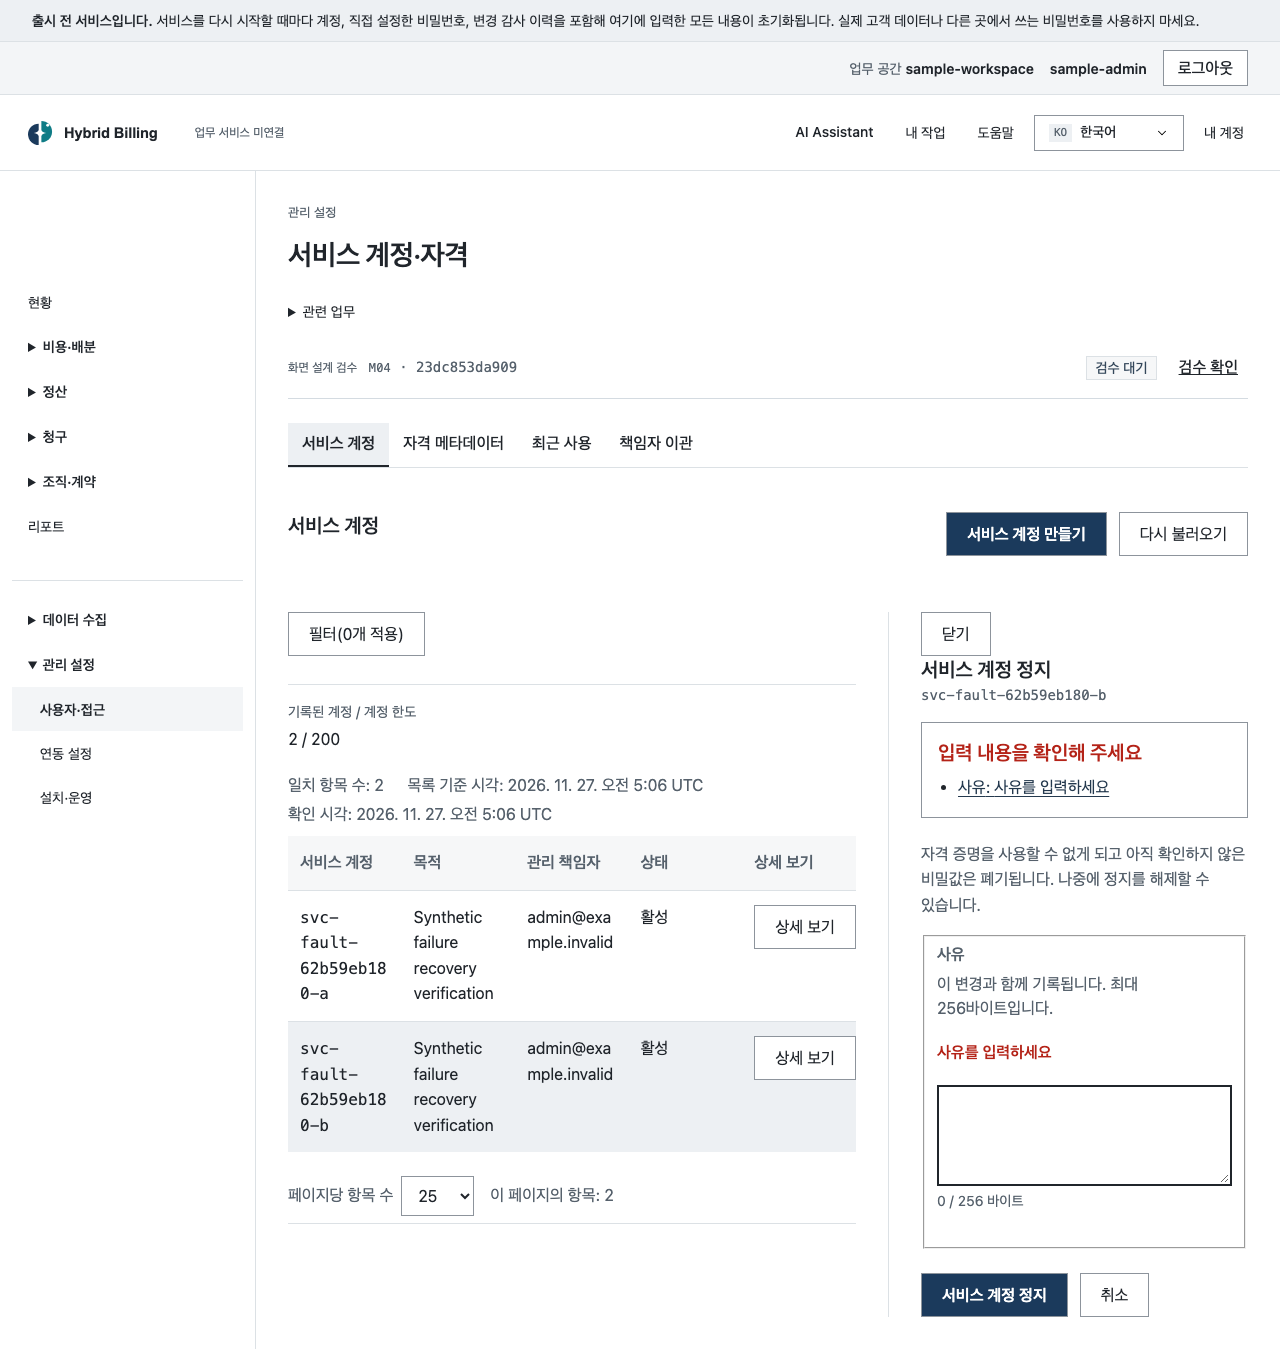 출시 전 서비스입니다. 서비스를 다시 시작할 때마다 계정, 직접 설정한 비밀번호, 변경 감사 이력을 포함해 여기에 입력한 모든 내용이 초기화됩니다. 실제 고객 데이터나 다른 곳에서 쓰는 비밀번호를 사용하지 마세요.
업무 공간 sample-workspace sample-admin 로그아웃
Hybrid Billing 업무 서비스 미연결 AI Assistant 내 작업 도움말 KO 한국어 내 계정
현황
비용·배분
정산
청구
조직·계약
리포트
데이터 수집
관리 설정
사용자·접근
연동 설정
설치·운영
관리 설정
서비스 계정·자격
관련 업무
화면 설계 검수 M04 · 23dc853da909 검수 대기 검수 확인
서비스 계정 자격 메타데이터 최근 사용 책임자 이관
서비스 계정 서비스 계정 만들기 다시 불러오기
필터(0개 적용)
기록된 계정 / 계정 한도
2 / 200
일치 항목 수: 2 목록 기준 시각: 2026. 11. 27. 오전 5:06 UTC
확인 시각: 2026. 11. 27. 오전 5:06 UTC
서비스 계정 목적 관리 책임자 상태 상세 보기
svc- Synthetic admin@exa 활성 상세 보기
fault- failure mple.invalid
62b59eb18 recovery
0-a verification
svc- Synthetic admin@exa 활성 상세 보기
fault- failure mple.invalid
62b59eb18 recovery
0-b verification
페이지당 항목 수 25 이 페이지의 항목: 2
닫기
서비스 계정 정지
svc-fault-62b59eb180-b
입력 내용을 확인해 주세요
• 사유: 사유를 입력하세요
자격 증명을 사용할 수 없게 되고 아직 확인하지 않은
비밀값은 폐기됩니다. 나중에 정지를 해제할 수
있습니다.
사유
이 변경과 함께 기록됩니다. 최대
256바이트입니다.
사유를 입력하세요
0 / 256 바이트
서비스 계정 정지 취소